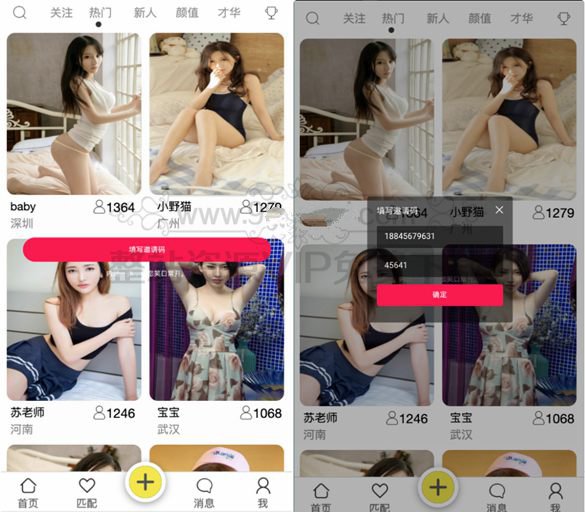 关注 热门 新人 颜值 才华
baby 1364
深圳
小野猫 1279
广州
填写邀请码
苏老师 1246
河南
宝宝 1068
武汉
首页 匹配 消息 我
关注 热门 新人 颜值 才华
填写邀请码
18845679631
45641
确定
小野猫 1279
广州
苏老师 1246
河南
宝宝 1068
武汉
首页 匹配 消息 我